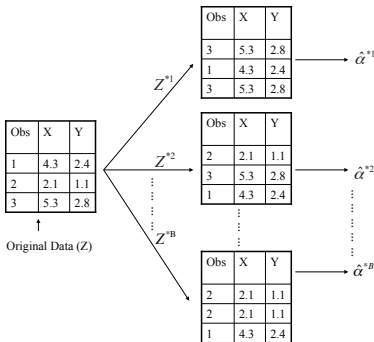 Obs X Y
1 4.3 2.4
2 2.1 1.1
3 5.3 2.8
Original Data (Z)
Z*1
Obs X Y
3 5.3 2.8
1 4.3 2.4
3 5.3 2.8
α̂*1
Z*2
Obs X Y
2 2.1 1.1
3 5.3 2.8
1 4.3 2.4
α̂*2
Z*B
Obs X Y
2 2.1 1.1
2 2.1 1.1
1 4.3 2.4
α̂*B